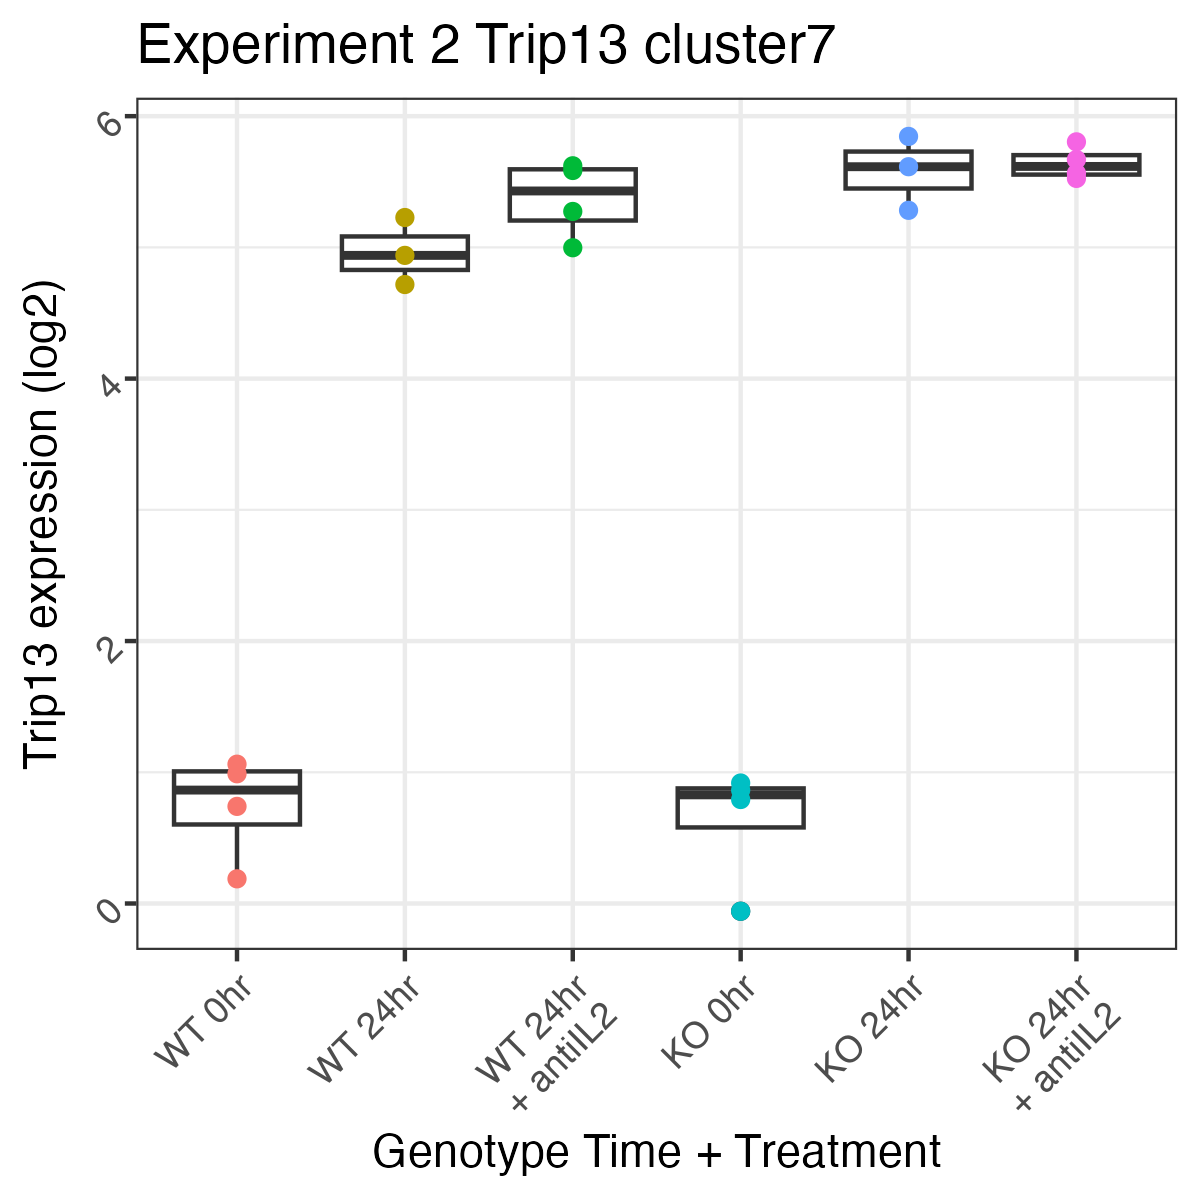 Experiment 2 Trip13 cluster7
Trip13 expression (log2)
6
4
2
0
WT 0hr
WT 24hr
WT 24hr
+ antiIL2
KO 0hr
KO 24hr
KO 24hr
+ antiIL2
Genotype Time + Treatment